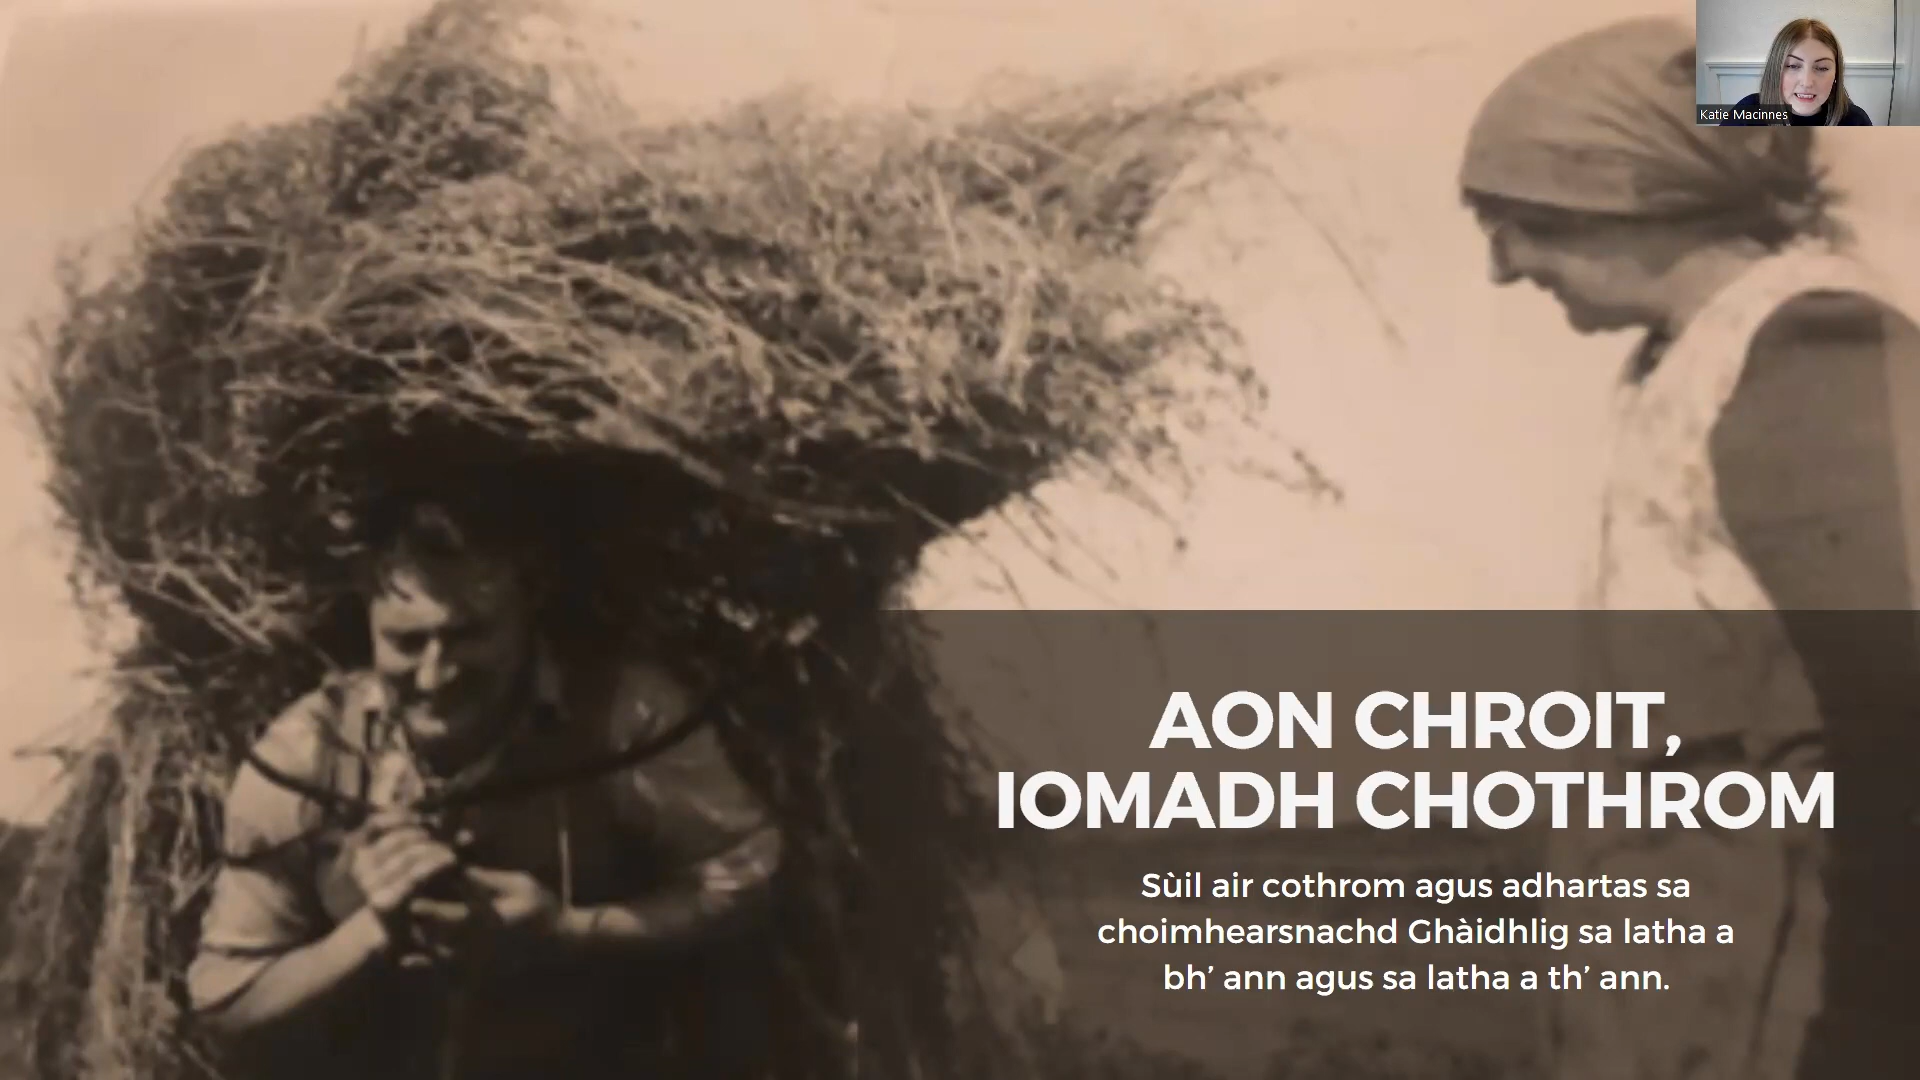 Katie Macinnes
AON CHROIT,
IOMADH CHOTHROM
Sùil air cothrom agus adhartas sa
choimhearsnachd Ghàidhlig sa latha a
bh’ ann agus sa latha a th’ ann.